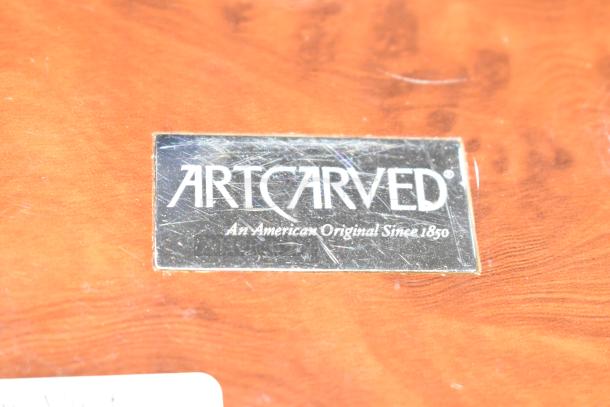 ARTCARVED®
An American Original Since 1850